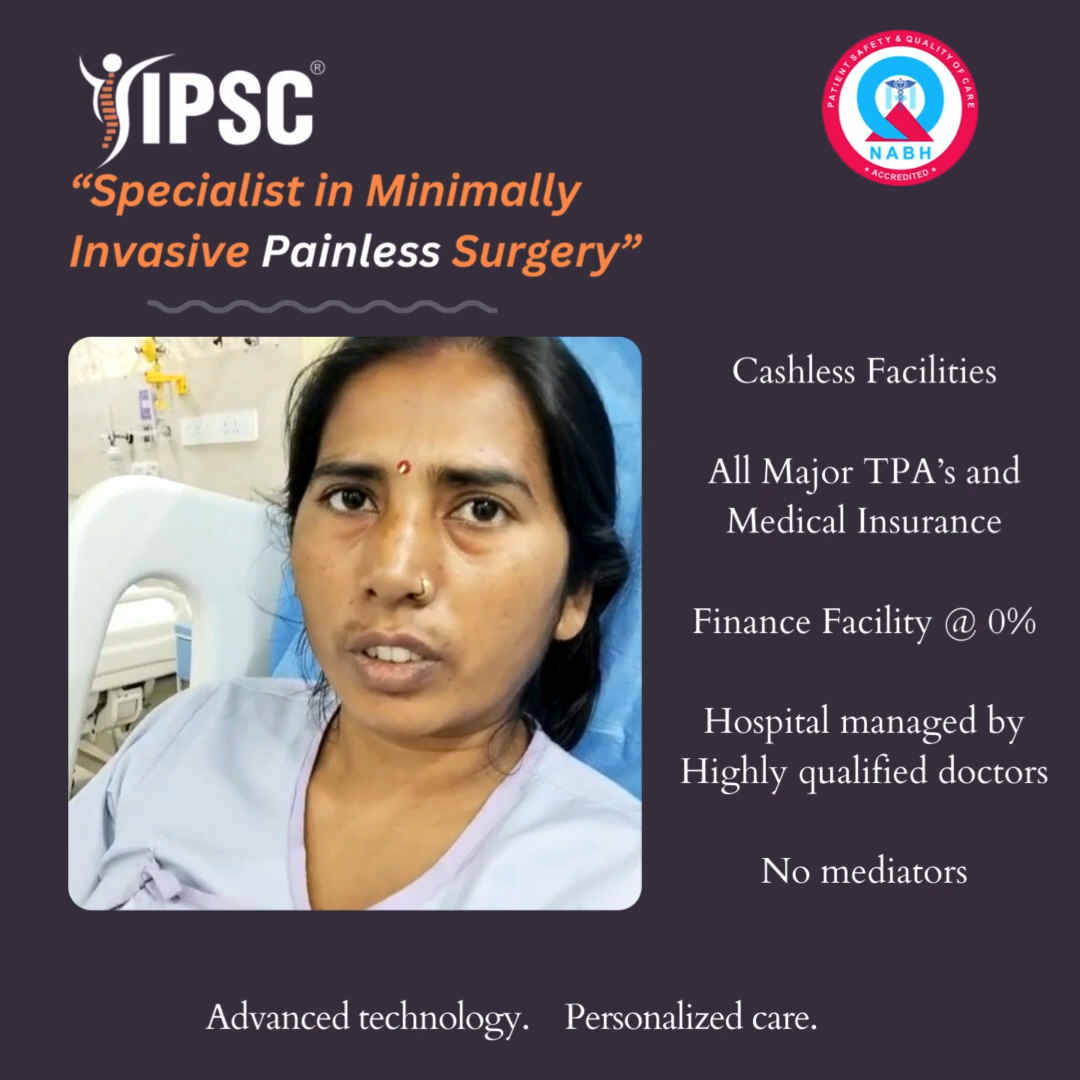 IPSC®
PATIENT SAFETY & QUALITY OF CARE
NABH
• ACCREDITED •
“Specialist in Minimally
Invasive Painless Surgery”
Cashless Facilities
All Major TPA’s and
Medical Insurance
Finance Facility @ 0%
Hospital managed by
Highly qualified doctors
No mediators
Advanced technology. Personalized care.